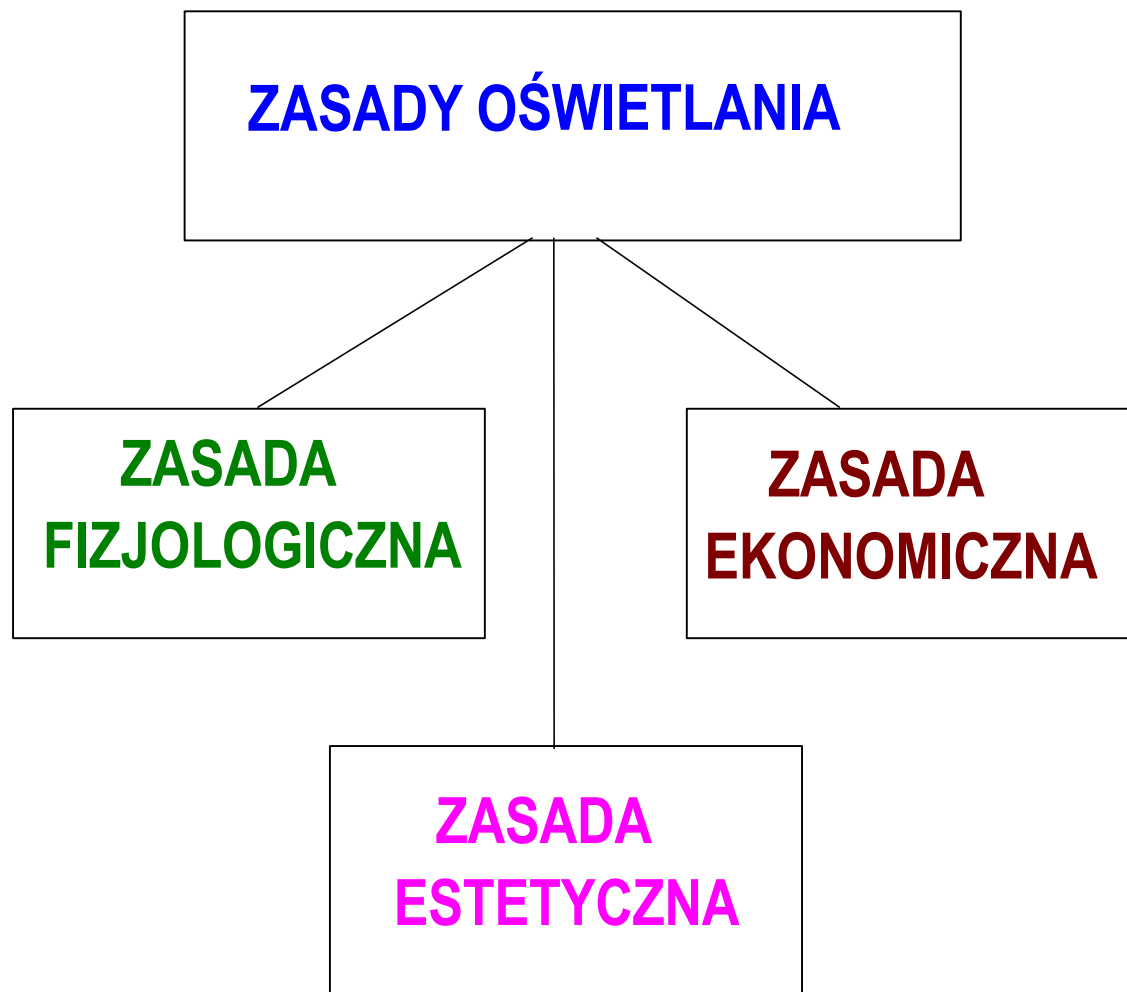 ZASADY OŚWIETLANIA
ZASADA
FIZJOLOGICZNA
ZASADA
EKONOMICZNA
ZASADA
ESTETYCZNA